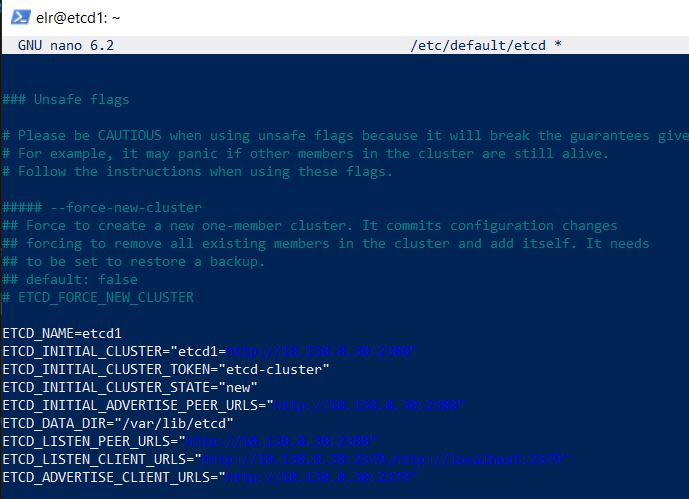 elr@etcd1: ~
GNU nano 6.2 /etc/default/etcd *
### Unsafe flags
# Please be CAUTIOUS when using unsafe flags because it will break the guarantees give
# For example, it may panic if other members in the cluster are still alive.
# Follow the instructions when using these flags.
##### --force-new-cluster
## Force to create a new one-member cluster. It commits configuration changes
## forcing to remove all existing members in the cluster and add itself. It needs
## to be set to restore a backup.
## default: false
# ETCD_FORCE_NEW_CLUSTER
ETCD_NAME=etcd1
ETCD_INITIAL_CLUSTER="etcd1=http://10.130.0.30:2380"
ETCD_INITIAL_CLUSTER_TOKEN="etcd-cluster"
ETCD_INITIAL_CLUSTER_STATE="new"
ETCD_INITIAL_ADVERTISE_PEER_URLS="http://10.130.0.30:2380"
ETCD_DATA_DIR="/var/lib/etcd"
ETCD_LISTEN_PEER_URLS="http://10.130.0.30:2380"
ETCD_LISTEN_CLIENT_URLS="http://10.130.0.30:2379,http://localhost:2379"
ETCD_ADVERTISE_CLIENT_URLS="http://10.130.0.30:2379"